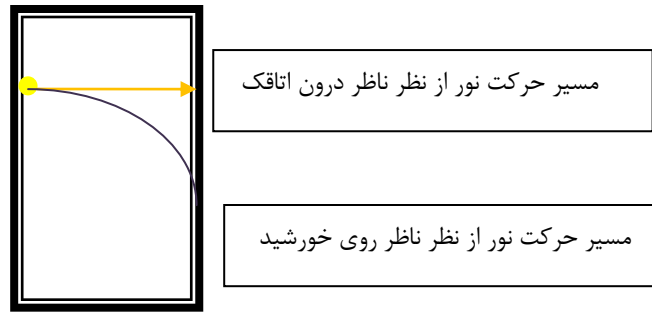 مسیر حرکت نور از نظر ناظر درون اتاقک
مسیر حرکت نور از نظر ناظر روی خورشید